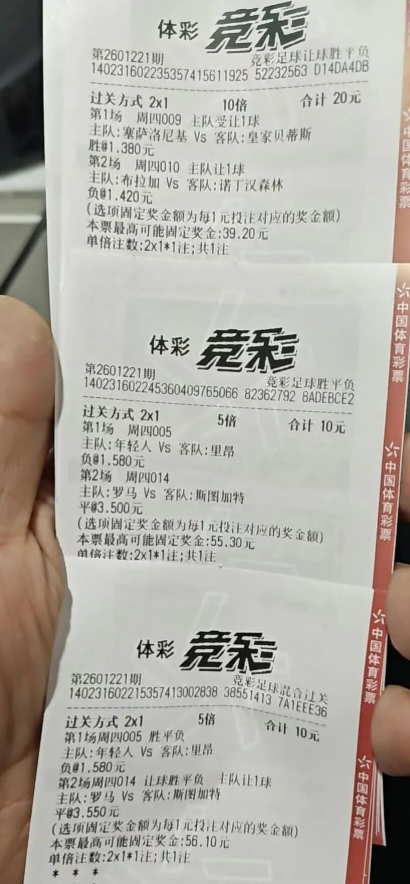 体彩 竞彩
第2601221期 竞彩足球让球胜平负
140231602235357415611925 52232563 D14DA4DB
过关方式 2x1 10倍 合计 20元
第1场 周四009 主队受让1球
主队:塞萨洛尼基 Vs 客队:皇家贝蒂斯
胜@1.380元
第2场 周四010 主队让1球
主队:布拉加 Vs 客队:诺丁汉森林
负@1.420元
(选项固定奖金额为每1元投注对应的奖金额)
本票最高可能固定奖金:39.20元
单倍注数:2x1*1注;共1注
体彩 竞彩
第2601221期 竞彩足球胜平负
140231602245360409765066 82362792 8ADEBCE2
过关方式 2x1 5倍 合计 10元
第1场 周四005
主队:年轻人 Vs 客队:里昂
负@1.580元
第2场 周四014
主队:罗马 Vs 客队:斯图加特
平@3.500元
(选项固定奖金额为每1元投注对应的奖金额)
本票最高可能固定奖金:55.30元
单倍注数:2x1*1注;共1注
体彩 竞彩
第2601221期 竞彩足球混合过关
140231602215357413002838 38551413 7A1EEE36
过关方式 2x1 5倍 合计 10元
第1场周四005 胜平负
主队:年轻人 Vs 客队:里昂
负@1.580元
第2场周四014 让球胜平负 主队让1球
主队:罗马 Vs 客队:斯图加特
平@3.550元
(选项固定奖金额为每1元投注对应的奖金额)
本票最高可能固定奖金:56.10元
单倍注数:2x1*1注;共1注
* * *
中国体育彩票
中国体育彩票
中国体育彩票
中国体育彩票